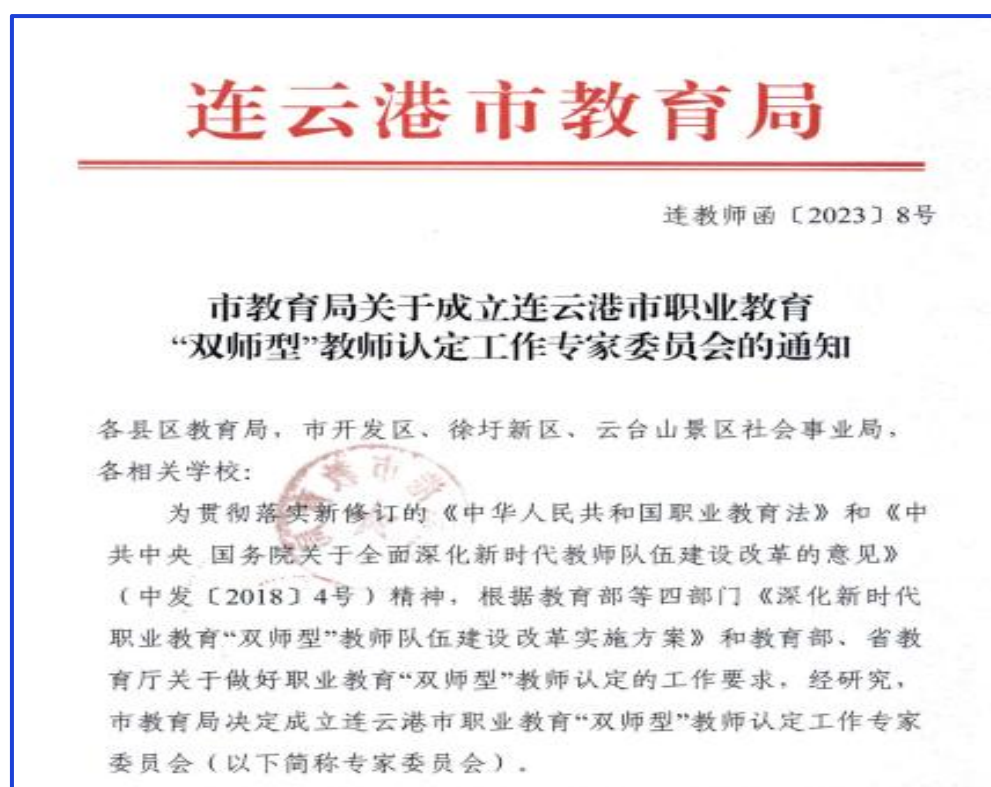 连云港市教育局
连教师函〔2023〕8号
市教育局关于成立连云港市职业教育
“双师型”教师认定工作专家委员会的通知
各县区教育局，市开发区、徐圩新区、云台山景区社会事业局，
各相关学校：
为贯彻落实新修订的《中华人民共和国职业教育法》和《中
共中央 国务院关于全面深化新时代教师队伍建设改革的意见》
（中发〔2018〕4号）精神，根据教育部等四部门《深化新时代
职业教育“双师型”教师队伍建设改革实施方案》和教育部、省教
育厅关于做好职业教育“双师型”教师认定的工作要求，经研究，
市教育局决定成立连云港市职业教育“双师型”教师认定工作专家
委员会（以下简称专家委员会）。